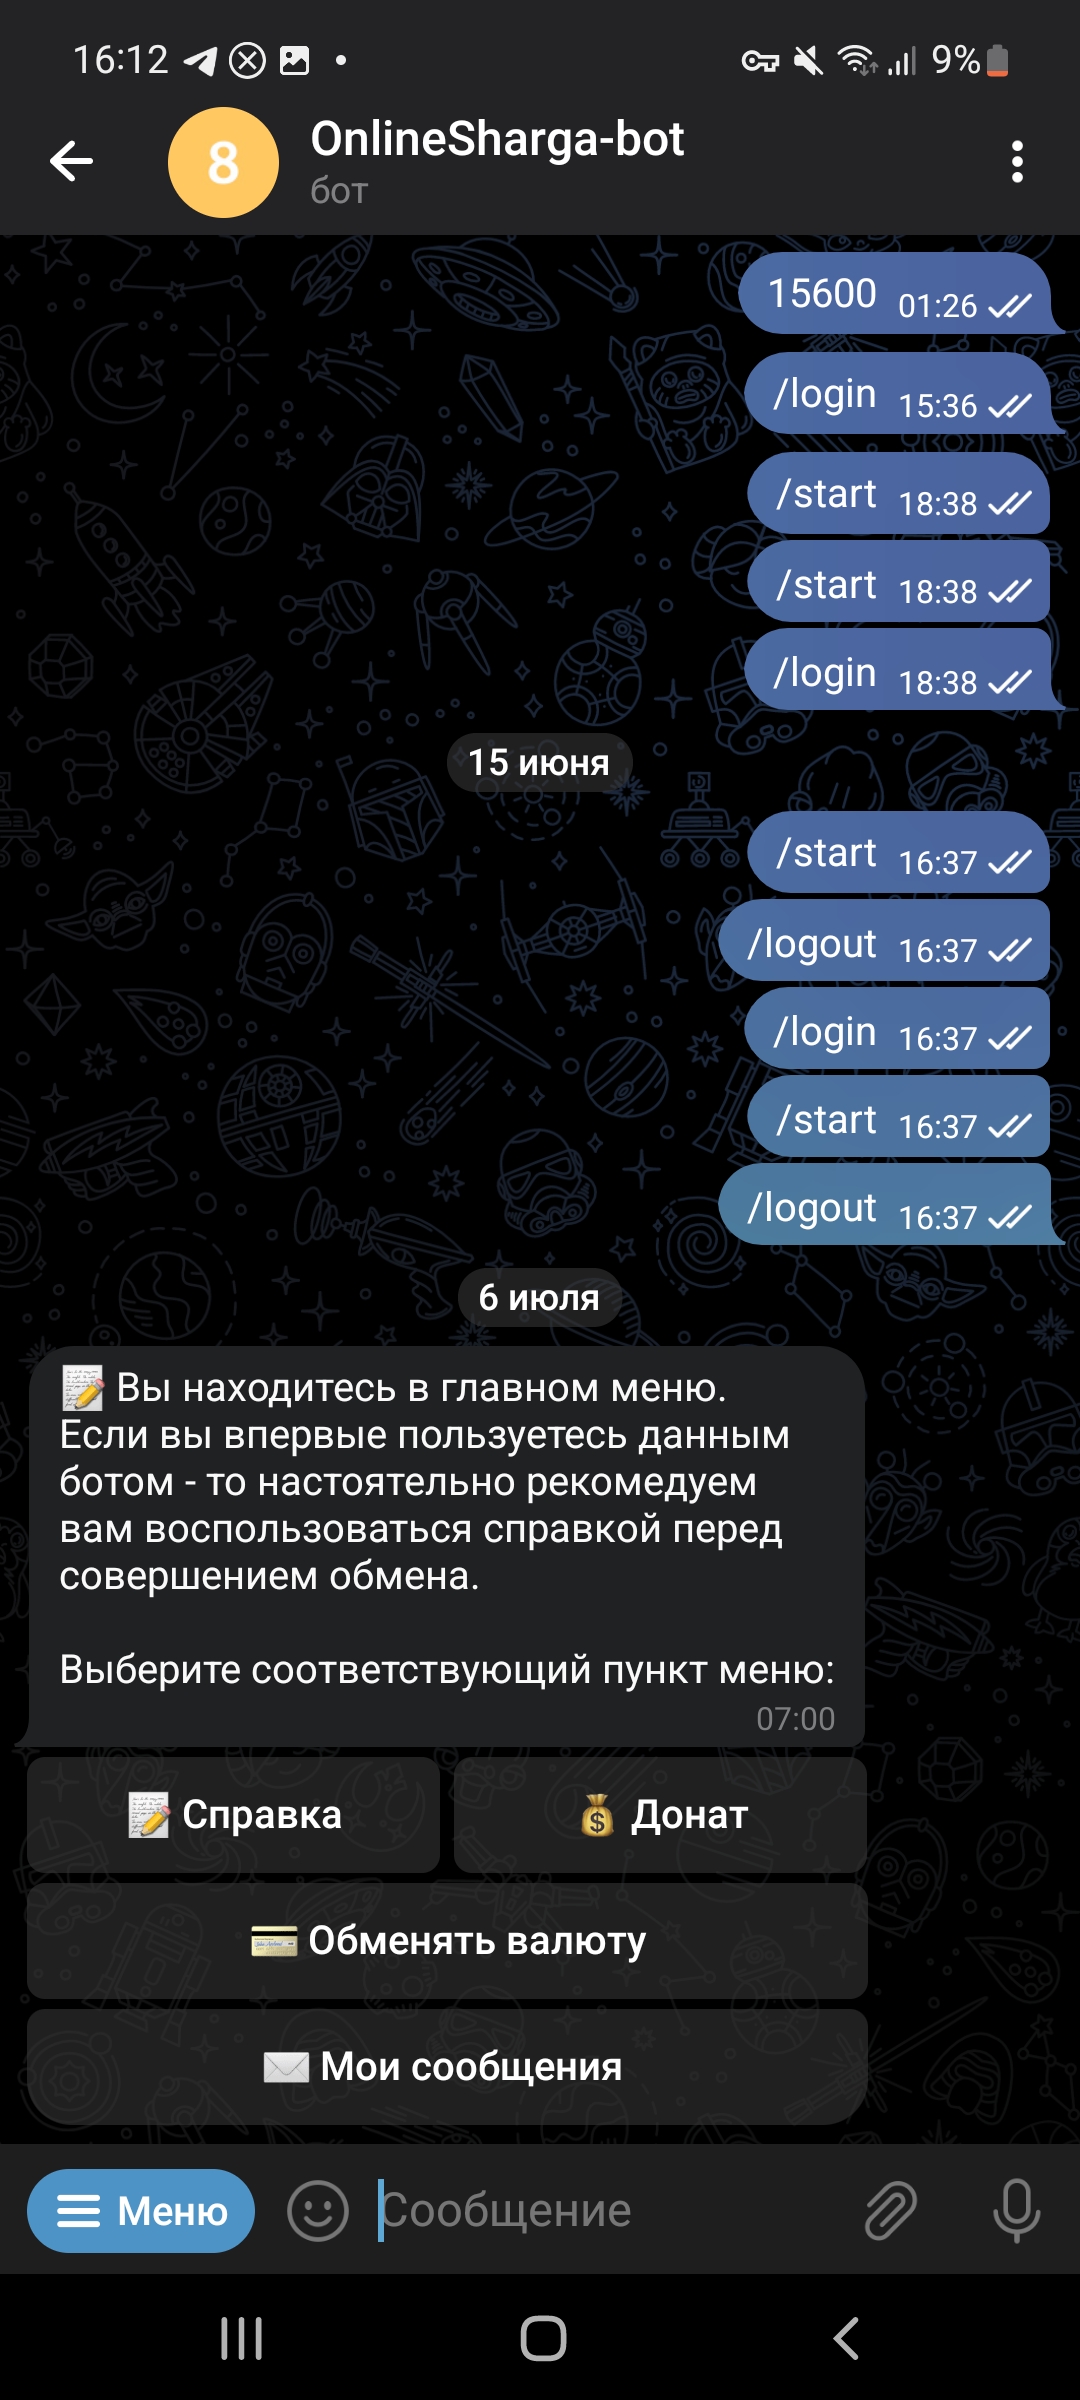 16:12
9%
8
OnlineSharga-bot
бот
15600 01:26
/login 15:36
/start 18:38
/start 18:38
/login 18:38
15 июня
/start 16:37
/logout 16:37
/login 16:37
/start 16:37
/logout 16:37
6 июля
Вы находитесь в главном меню.
Если вы впервые пользуетесь данным
ботом - то настоятельно рекомедуем
вам воспользоваться справкой перед
совершением обмена.
Выберите соответствующий пункт меню:
07:00
Справка
Донат
Обменять валюту
Мои сообщения
Меню
Сообщение